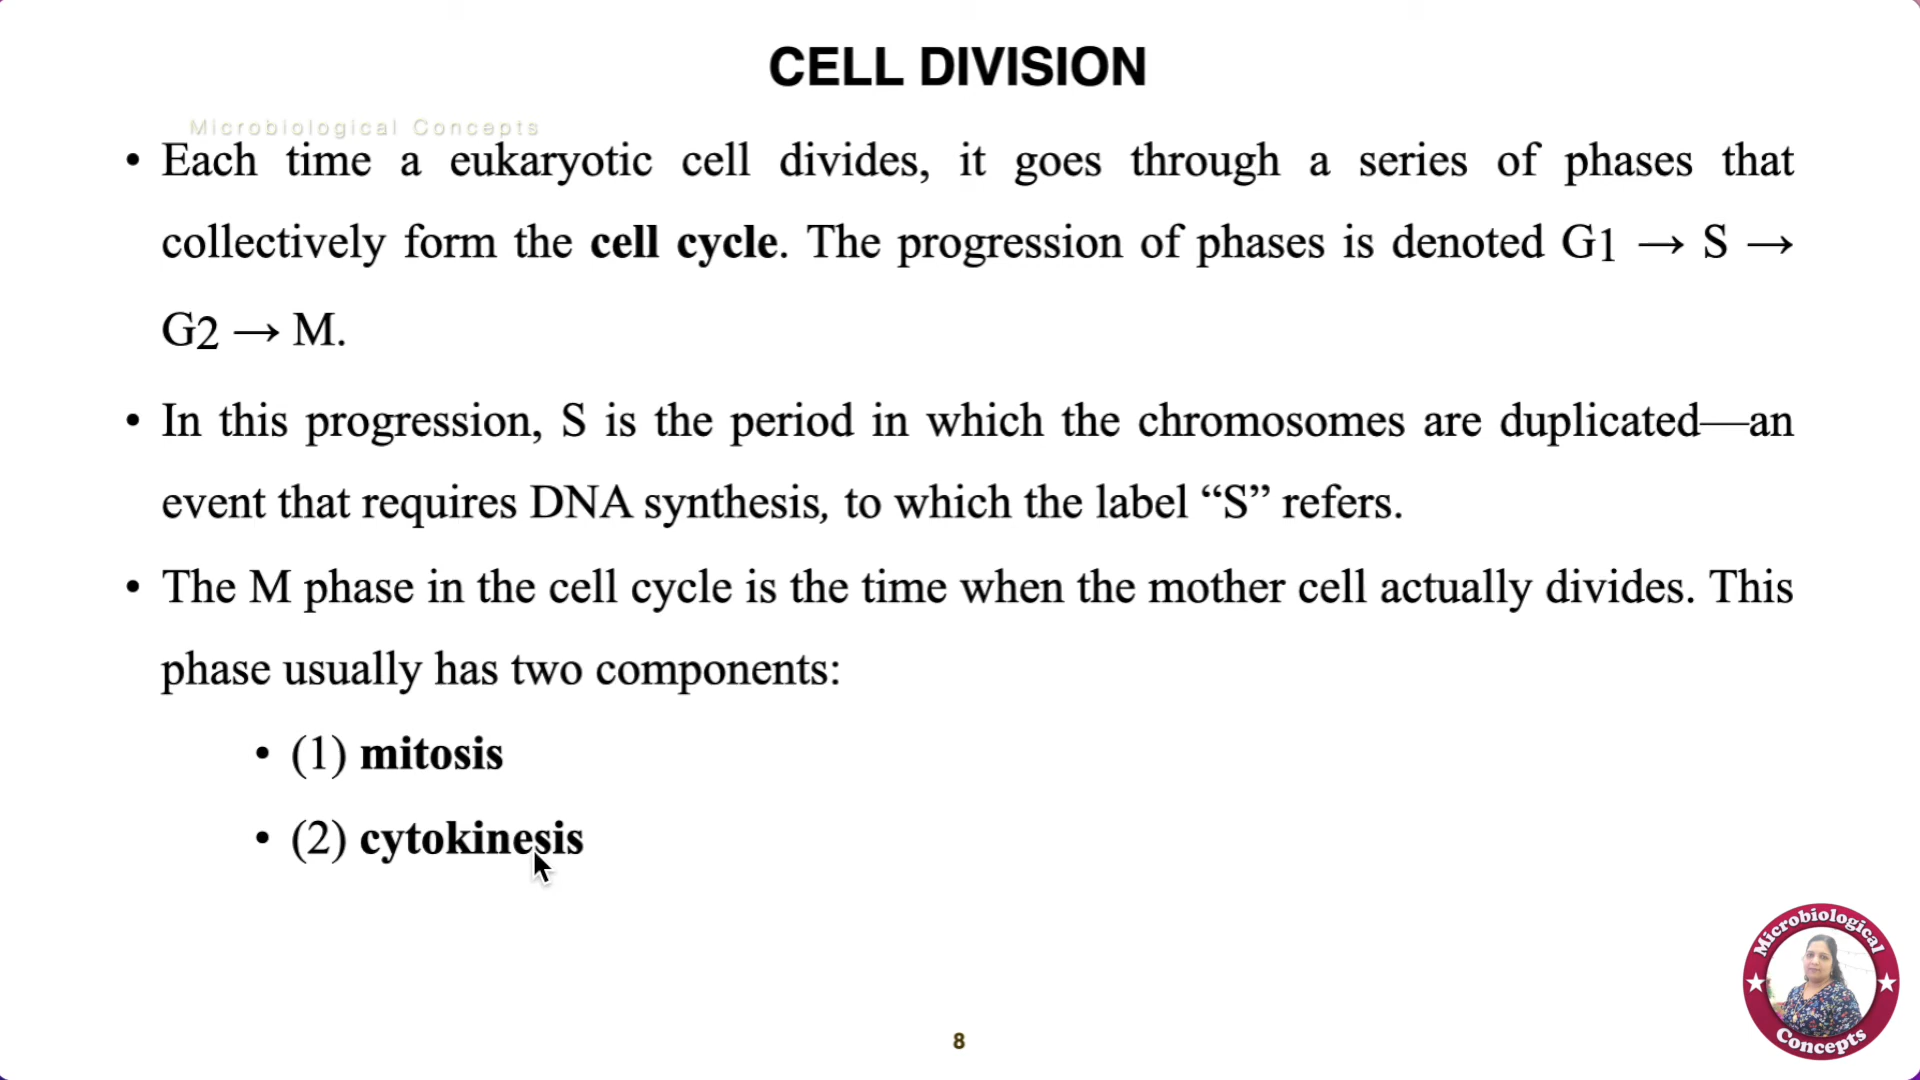 CELL DIVISION
Microbiological Concepts
• Each time a eukaryotic cell divides, it goes through a series of phases that
collectively form the cell cycle. The progression of phases is denoted G1 → S →
G2 → M.
• In this progression, S is the period in which the chromosomes are duplicated—an
event that requires DNA synthesis, to which the label “S” refers.
• The M phase in the cell cycle is the time when the mother cell actually divides. This
phase usually has two components:
• (1) mitosis
• (2) cytokinesis
Microbiological
Concepts
8